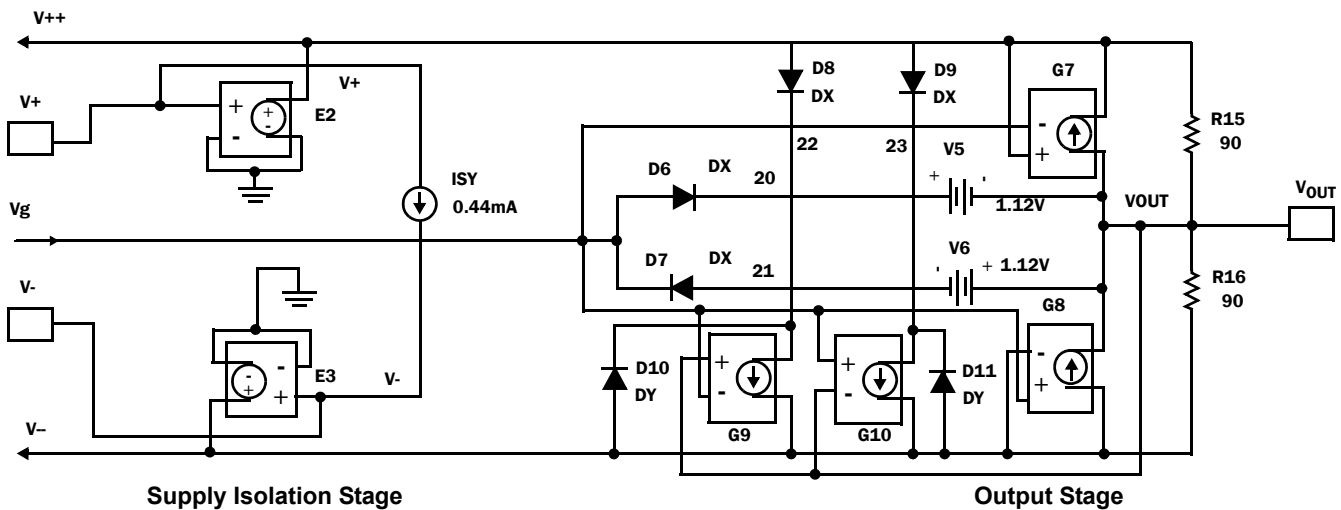 V++
V+
V+
+
-
+
-
E2
ISY
0.44mA
Vg
V-
-
+
-
+
E3
V-
V--
D8
DX
D9
DX
G7
-
+
R15
90
22
23
D6
DX
20
+
V5
-
1.12V
VOUT
VOUT
D7
DX
21
-
V6
+ 1.12V
R16
90
G8
-
+
D10
DY
+
-
G9
+
-
G10
D11
DY
Supply Isolation Stage
Output Stage